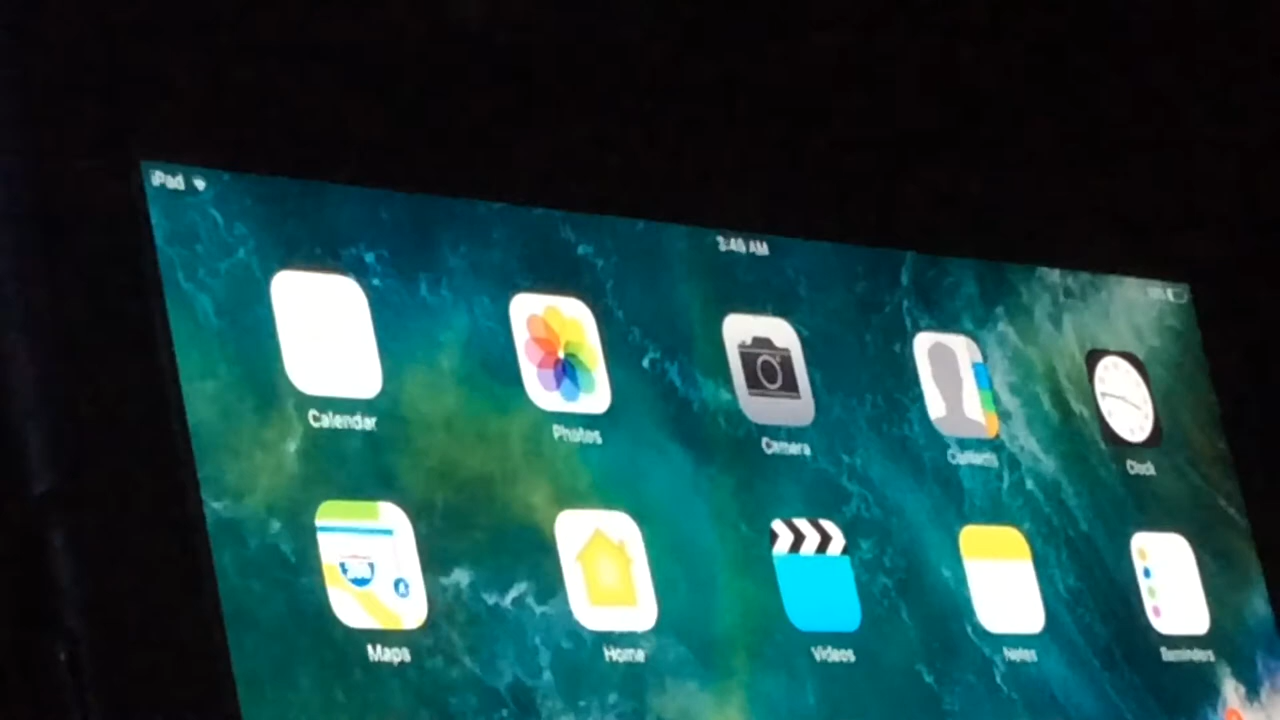 iPad
3:46 AM
Calendar
Photos
Camera
Contacts
Clock
Maps
Home
Videos
Notes
Reminders